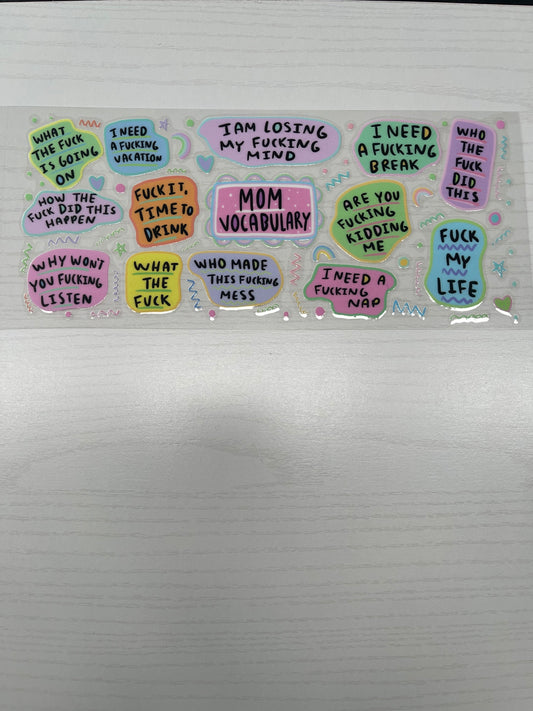 WHAT
THE FUCK
IS GOING
ON
I NEED
A FUCKING
VACATION
I AM LOSING
MY FUCKING
MIND
I NEED
A FUCKING
BREAK
WHO
THE
FUCK
DID
THIS
HOW THE
FUCK DID THIS
HAPPEN
FUCK IT,
TIME TO
DRINK
MOM
VOCABULARY
ARE YOU
FUCKING
KIDDING
ME
FUCK
MY
LIFE
WHY WON'T
YOU FUCKING
LISTEN
WHAT
THE
FUCK
WHO MADE
THIS FUCKING
MESS
I NEED A
FUCKING
NAP